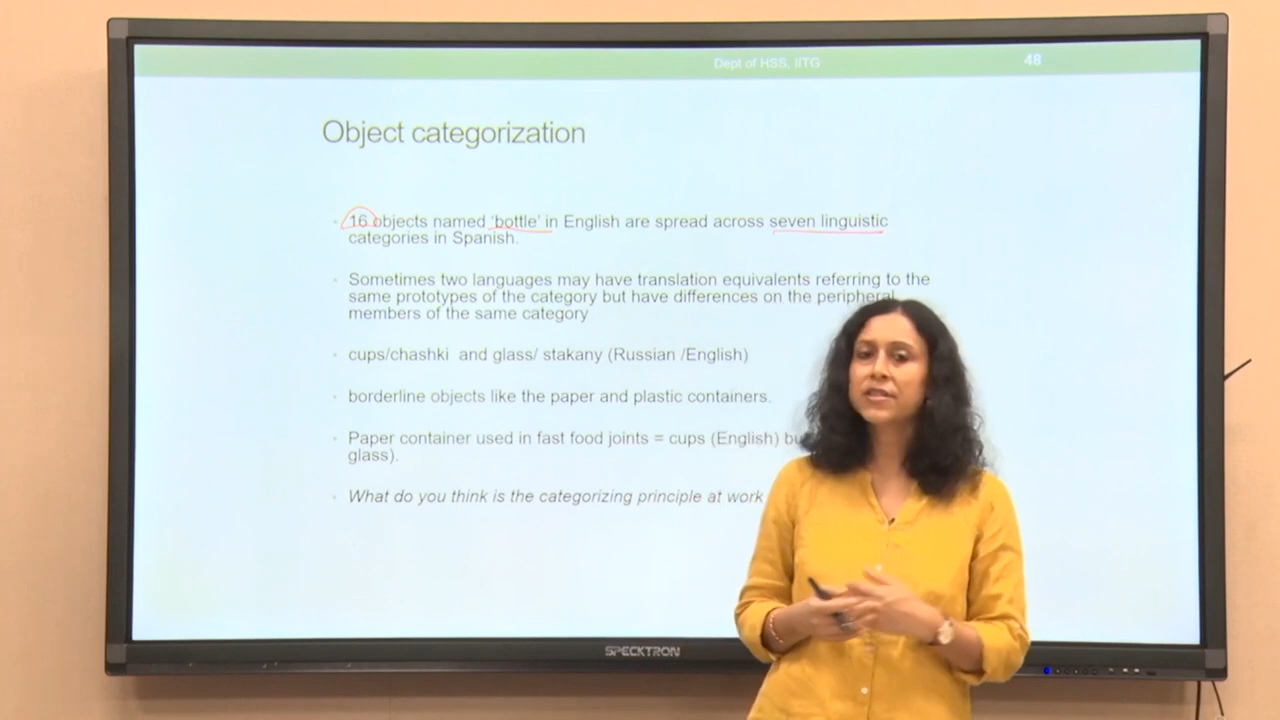 Dept of HSS, IITG
48
Object categorization
16 objects named ‘bottle’ in English are spread across seven linguistic
categories in Spanish.
Sometimes two languages may have translation equivalents referring to the
same prototypes of the category but have differences on the peripheral
members of the same category
cups/chashki and glass/ stakany (Russian /English)
borderline objects like the paper and plastic containers.
Paper container used in fast food joints = cups (English)
glass).
What do you think is the categorizing principle at work
SPECKTRON